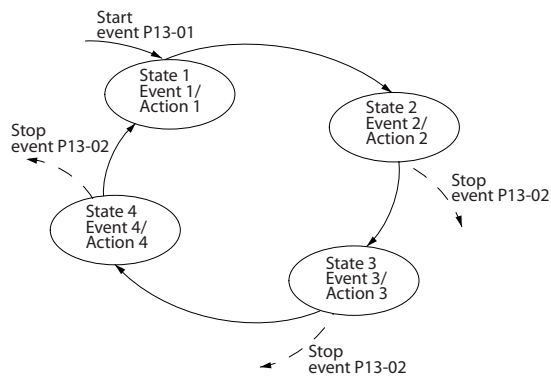 Start
event P13-01
State 1
Event 1/
Action 1
State 2
Event 2/
Action 2
Stop
event P13-02
Stop
event P13-02
State 4
Event 4/
Action 4
State 3
Event 3/
Action 3
Stop
event P13-02